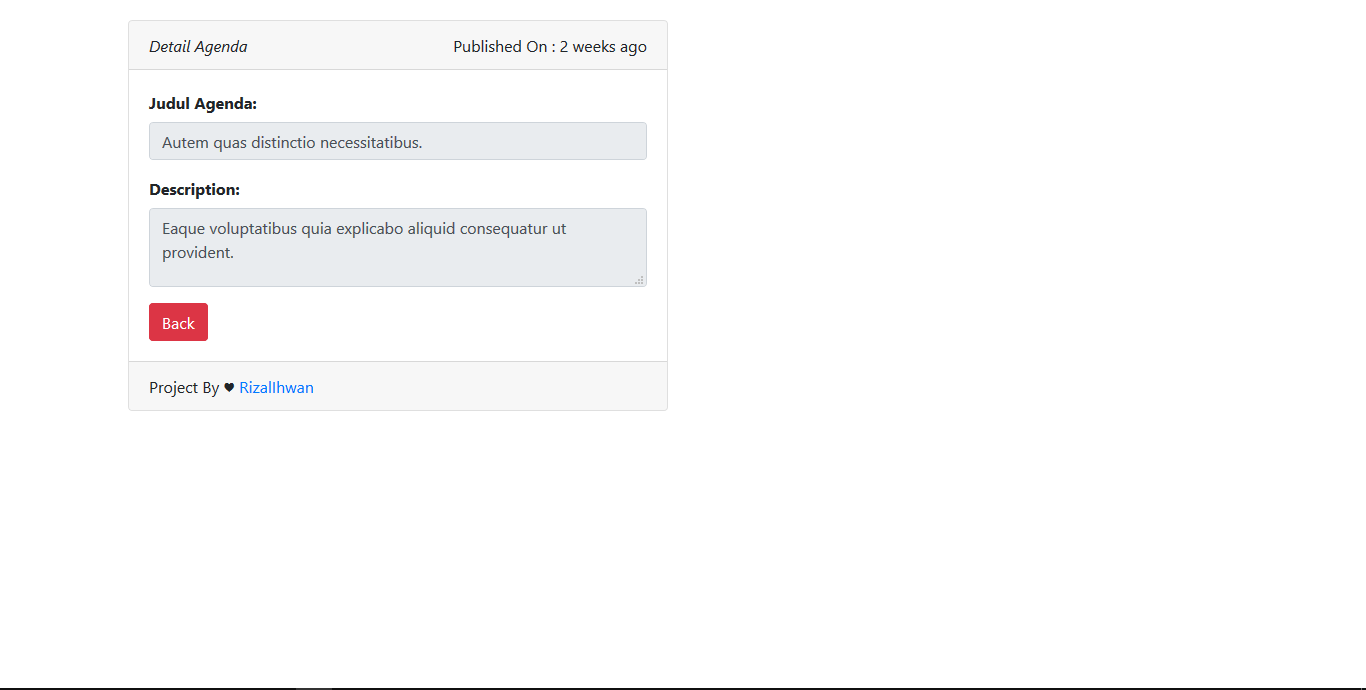 Detail Agenda
Published On : 2 weeks ago
Judul Agenda:
Autem quas distinctio necessitatibus.
Description:
Eaque voluptatibus quia explicabo aliquid consequatur ut
provident.
Back
Project By ♥ RizalIhwan